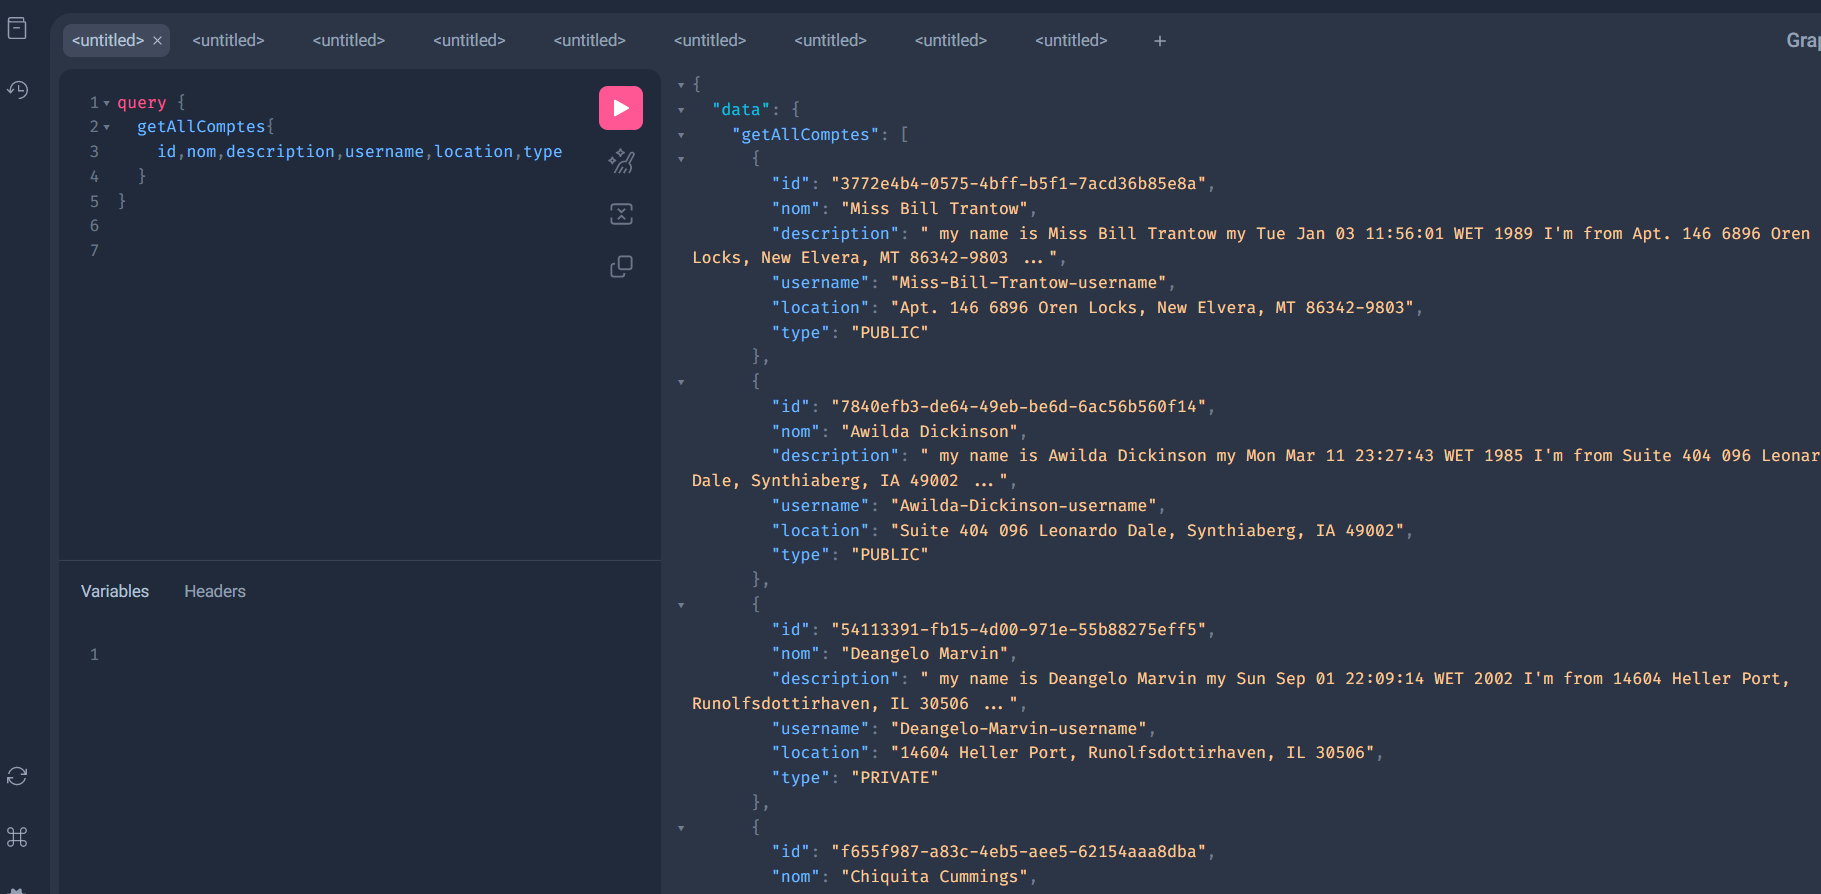 <untitled> × <untitled> <untitled> <untitled> <untitled> <untitled> <untitled> <untitled> <untitled> +
1 query {
2 getAllComptes{
3 id,nom,description,username,location,type
4 }
5 }
6
7
Variables Headers
1
{
"data": {
"getAllComptes": [
{
"id": "3772e4b4-0575-4bff-b5f1-7acd36b85e8a",
"nom": "Miss Bill Trantow",
"description": " my name is Miss Bill Trantow my Tue Jan 03 11:56:01 WET 1989 I'm from Apt. 146 6896 Oren
Locks, New Elvera, MT 86342-9803 ...",
"username": "Miss-Bill-Trantow-username",
"location": "Apt. 146 6896 Oren Locks, New Elvera, MT 86342-9803",
"type": "PUBLIC"
},
{
"id": "7840efb3-de64-49eb-be6d-6ac56b560f14",
"nom": "Awilda Dickinson",
"description": " my name is Awilda Dickinson my Mon Mar 11 23:27:43 WET 1985 I'm from Suite 404 096 Leonar
Dale, Synthiaberg, IA 49002 ...",
"username": "Awilda-Dickinson-username",
"location": "Suite 404 096 Leonardo Dale, Synthiaberg, IA 49002",
"type": "PUBLIC"
},
{
"id": "54113391-fb15-4d00-971e-55b88275eff5",
"nom": "Deangelo Marvin",
"description": " my name is Deangelo Marvin my Sun Sep 01 22:09:14 WET 2002 I'm from 14604 Heller Port,
Runolfsdottirhaven, IL 30506 ...",
"username": "Deangelo-Marvin-username",
"location": "14604 Heller Port, Runolfsdottirhaven, IL 30506",
"type": "PRIVATE"
},
{
"id": "f655f987-a83c-4eb5-aee5-62154aaa8dba",
"nom": "Chiquita Cummings",